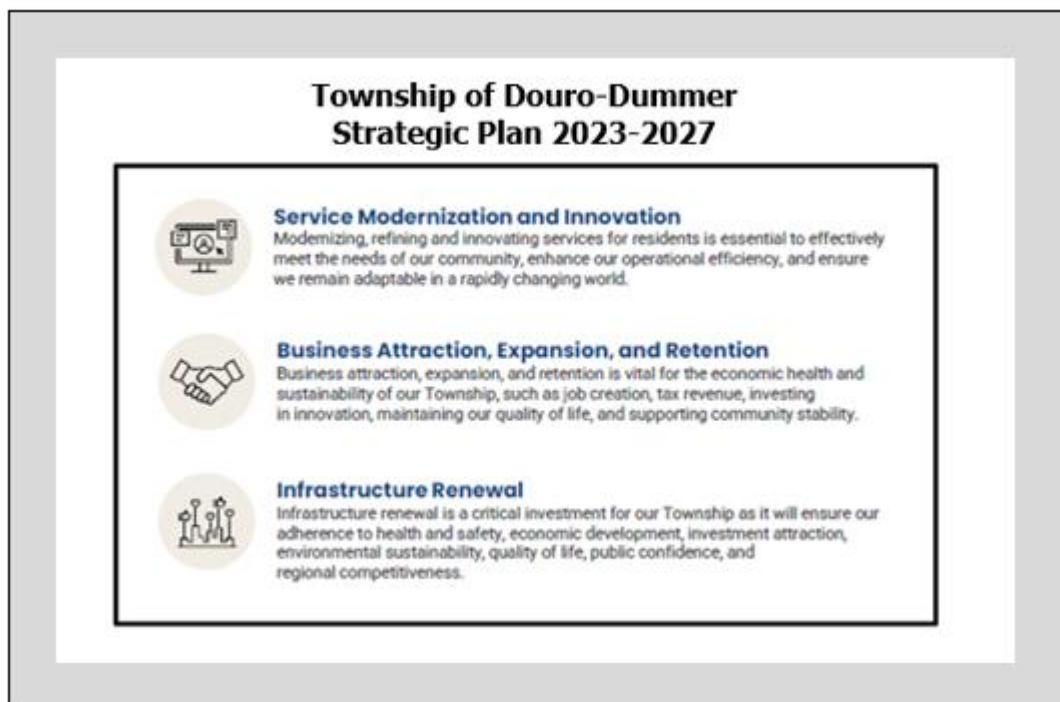 Township of Douro-Dummer
Strategic Plan 2023-2027
Service Modernization and Innovation
Modernizing, refining and innovating services for residents is essential to effectively
meet the needs of our community, enhance our operational efficiency, and ensure
we remain adaptable in a rapidly changing world.
Business Attraction, Expansion, and Retention
Business attraction, expansion, and retention is vital for the economic health and
sustainability of our Township, such as job creation, tax revenue, investing
in innovation, maintaining our quality of life, and supporting community stability.
Infrastructure Renewal
Infrastructure renewal is a critical investment for our Township as it will ensure our
adherence to health and safety, economic development, investment attraction,
environmental sustainability, quality of life, public confidence, and
regional competitiveness.